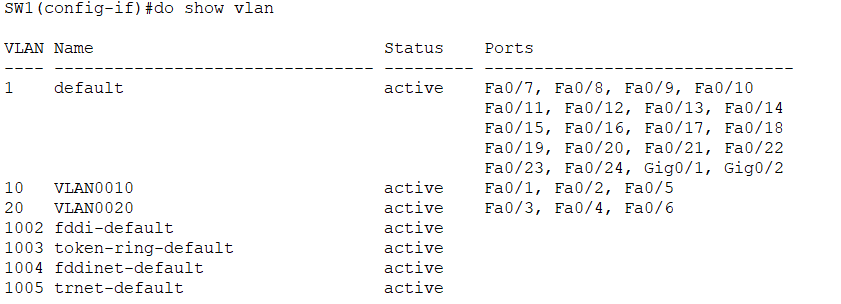 SW1(config-if)#do show vlan
VLAN Name                             Status    Ports
---- -------------------------------- --------- -------------------------------
1    default                          active    Fa0/7, Fa0/8, Fa0/9, Fa0/10
                                                Fa0/11, Fa0/12, Fa0/13, Fa0/14
                                                Fa0/15, Fa0/16, Fa0/17, Fa0/18
                                                Fa0/19, Fa0/20, Fa0/21, Fa0/22
                                                Fa0/23, Fa0/24, Gig0/1, Gig0/2
10   VLAN0010                         active    Fa0/1, Fa0/2, Fa0/5
20   VLAN0020                         active    Fa0/3, Fa0/4, Fa0/6
1002 fddi-default                     active
1003 token-ring-default               active
1004 fddinet-default                  active
1005 trnet-default                    active